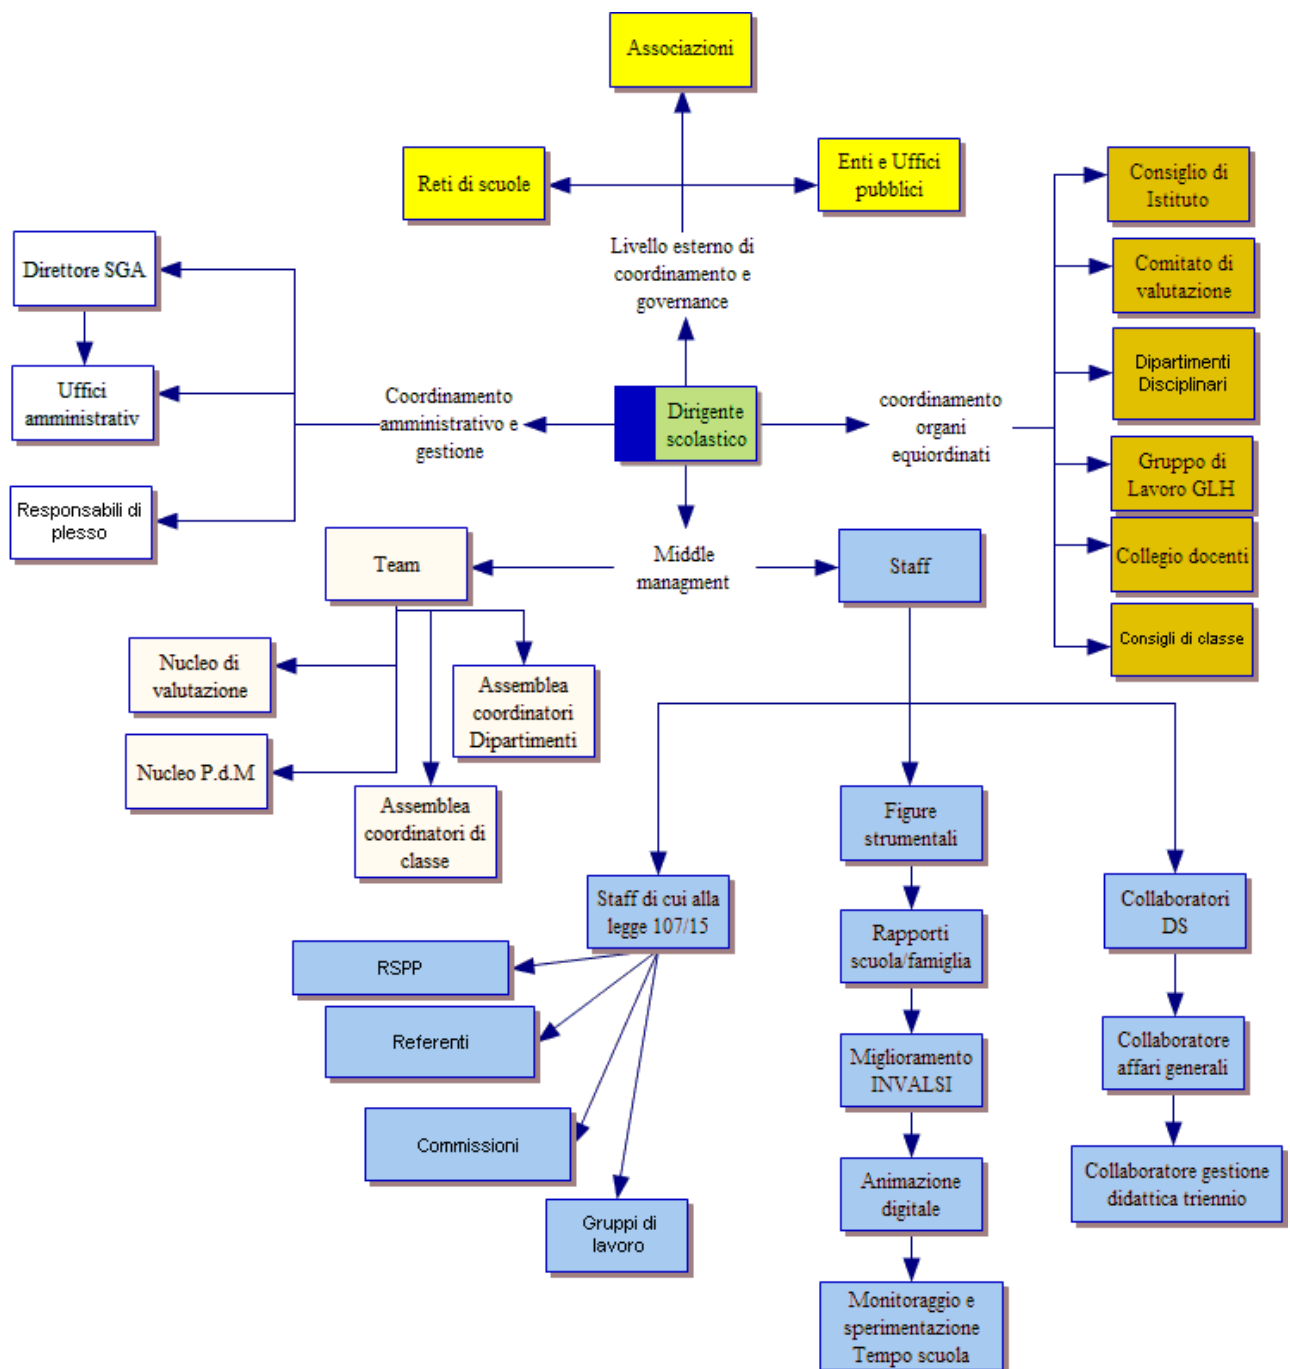 Associazioni
Reti di scuole
Enti e Uffici
pubblici
Consiglio di
Istituto
Livello esterno di
coordinamento e
governance
Direttore SGA
Comitato di
valutazione
Dipartimenti
Disciplinari
Uffici
amministrativ
Coordinamento
amministrativo e
gestione
Dirigente
scolastico
coordinamento
organi
equiordinati
Gruppo di
Lavoro GLH
Responsabili di
plesso
Team
Middle
managment
Staff
Collegio docenti
Consigli di classe
Nucleo di
valutazione
Assemblea
coordinatori
Dipartimenti
Nucleo P.d.M
Assemblea
coordinatori di
classe
Figure
strumentali
Staff di cui alla
legge 107/15
Collaboratori
DS
RSPP
Rapporti
scuola/famiglia
Referenti
Miglioramento
INVALSI
Collaboratore
affari generali
Commissioni
Animazione
digitale
Collaboratore gestione
didattica triennio
Gruppi di
lavoro
Monitoraggio e
sperimentazione
Tempo scuola